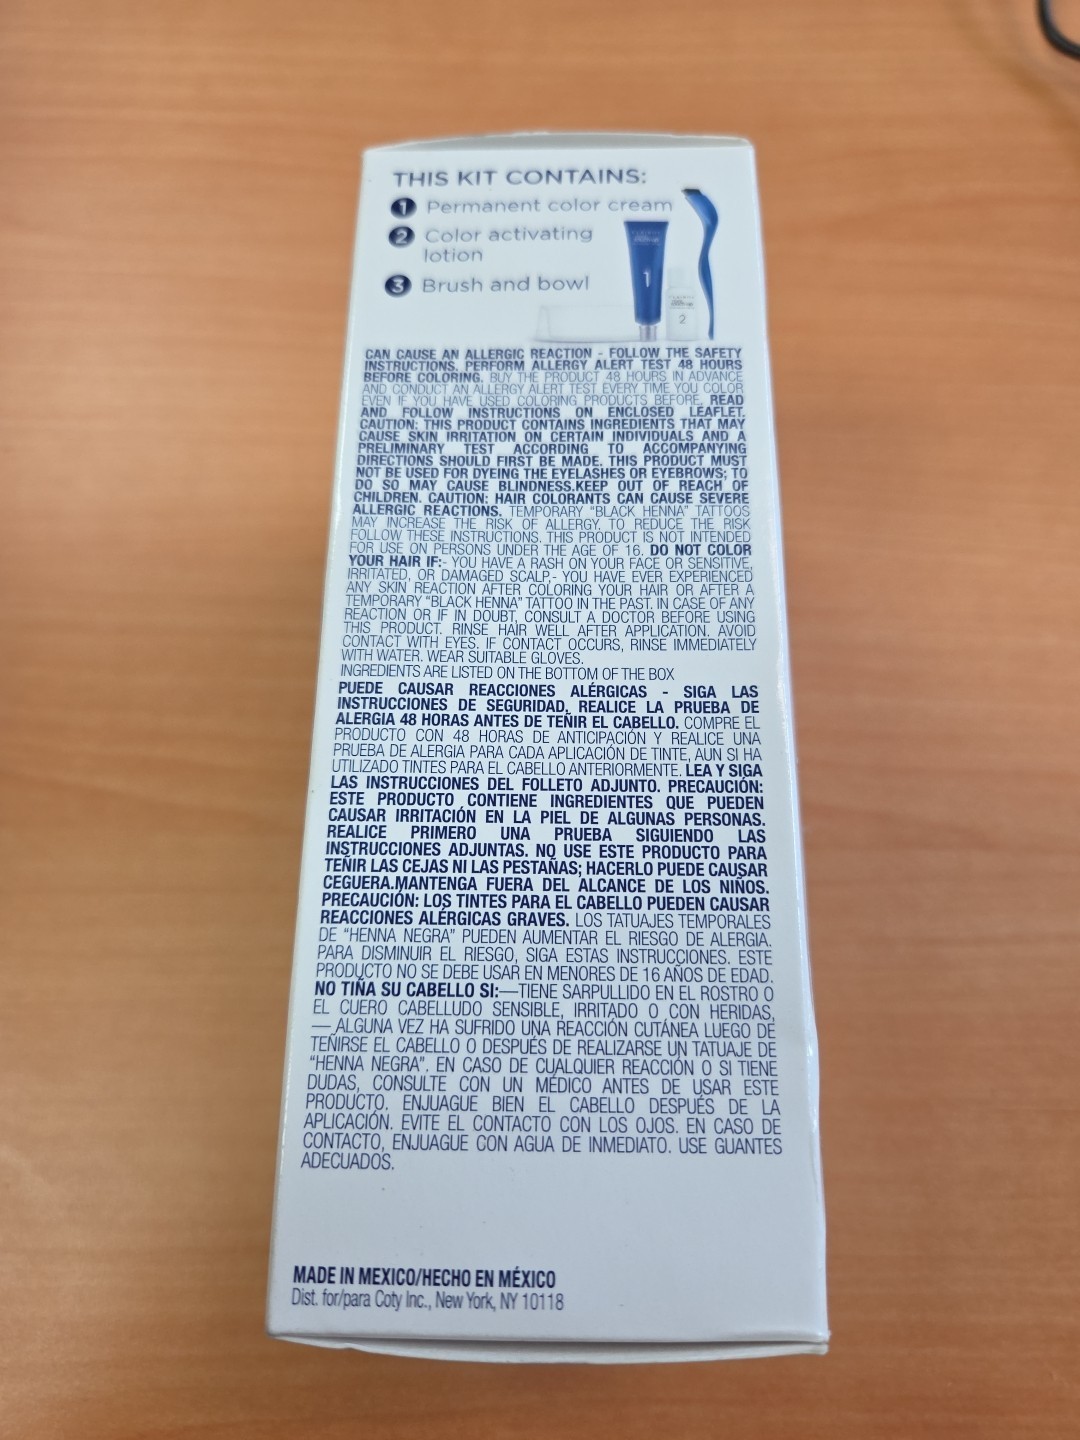 THIS KIT CONTAINS:
1 Permanent color cream
2 Color activating
lotion
3 Brush and bowl
1
2
CAN CAUSE AN ALLERGIC REACTION - FOLLOW THE SAFETY
INSTRUCTIONS. PERFORM ALLERGY ALERT TEST 48 HOURS
BEFORE COLORING. BUY THE PRODUCT 48 HOURS IN ADVANCE
AND CONDUCT AN ALLERGY ALERT TEST EVERY TIME YOU COLOR
EVEN IF YOU HAVE USED COLORING PRODUCTS BEFORE. READ
AND FOLLOW INSTRUCTIONS ON ENCLOSED LEAFLET.
CAUTION: THIS PRODUCT CONTAINS INGREDIENTS THAT MAY
CAUSE SKIN IRRITATION ON CERTAIN INDIVIDUALS AND A
PRELIMINARY TEST ACCORDING TO ACCOMPANYING
DIRECTIONS SHOULD FIRST BE MADE. THIS PRODUCT MUST
NOT BE USED FOR DYEING THE EYELASHES OR EYEBROWS; TO
DO SO MAY CAUSE BLINDNESS.KEEP OUT OF REACH OF
CHILDREN. CAUTION: HAIR COLORANTS CAN CAUSE SEVERE
ALLERGIC REACTIONS. TEMPORARY “BLACK HENNA” TATTOOS
MAY INCREASE THE RISK OF ALLERGY. TO REDUCE THE RISK
FOLLOW THESE INSTRUCTIONS. THIS PRODUCT IS NOT INTENDED
FOR USE ON PERSONS UNDER THE AGE OF 16. DO NOT COLOR
YOUR HAIR IF:- YOU HAVE A RASH ON YOUR FACE OR SENSITIVE,
IRRITATED, OR DAMAGED SCALP,- YOU HAVE EVER EXPERIENCED
ANY SKIN REACTION AFTER COLORING YOUR HAIR OR AFTER A
TEMPORARY “BLACK HENNA” TATTOO IN THE PAST. IN CASE OF ANY
REACTION OR IF IN DOUBT, CONSULT A DOCTOR BEFORE USING
THIS PRODUCT. RINSE HAIR WELL AFTER APPLICATION. AVOID
CONTACT WITH EYES. IF CONTACT OCCURS, RINSE IMMEDIATELY
WITH WATER. WEAR SUITABLE GLOVES.
INGREDIENTS ARE LISTED ON THE BOTTOM OF THE BOX
PUEDE CAUSAR REACCIONES ALÉRGICAS - SIGA LAS
INSTRUCCIONES DE SEGURIDAD, REALICE LA PRUEBA DE
ALERGIA 48 HORAS ANTES DE TEÑIR EL CABELLO. COMPRE EL
PRODUCTO CON 48 HORAS DE ANTICIPACIÓN Y REALICE UNA
PRUEBA DE ALERGIA PARA CADA APLICACIÓN DE TINTE, AUN SI HA
UTILIZADO TINTES PARA EL CABELLO ANTERIORMENTE. LEA Y SIGA
LAS INSTRUCCIONES DEL FOLLETO ADJUNTO. PRECAUCIÓN:
ESTE PRODUCTO CONTIENE INGREDIENTES QUE PUEDEN
CAUSAR IRRITACIÓN EN LA PIEL DE ALGUNAS PERSONAS.
REALICE PRIMERO UNA PRUEBA SIGUIENDO LAS
INSTRUCCIONES ADJUNTAS. NO USE ESTE PRODUCTO PARA
TEÑIR LAS CEJAS NI LAS PESTAÑAS; HACERLO PUEDE CAUSAR
CEGUERA.MANTENGA FUERA DEL ALCANCE DE LOS NIÑOS.
PRECAUCIÓN: LOS TINTES PARA EL CABELLO PUEDEN CAUSAR
REACCIONES ALÉRGICAS GRAVES. LOS TATUAJES TEMPORALES
DE “HENNA NEGRA” PUEDEN AUMENTAR EL RIESGO DE ALERGIA.
PARA DISMINUIR EL RIESGO, SIGA ESTAS INSTRUCCIONES. ESTE
PRODUCTO NO SE DEBE USAR EN MENORES DE 16 AÑOS DE EDAD.
NO TIÑA SU CABELLO SI:—TIENE SARPULLIDO EN EL ROSTRO O
EL CUERO CABELLUDO SENSIBLE, IRRITADO O CON HERIDAS,
— ALGUNA VEZ HA SUFRIDO UNA REACCIÓN CUTÁNEA LUEGO DE
TEÑIRSE EL CABELLO O DESPUÉS DE REALIZARSE UN TATUAJE DE
“HENNA NEGRA”. EN CASO DE CUALQUIER REACCIÓN O SI TIENE
DUDAS, CONSULTE CON UN MÉDICO ANTES DE USAR ESTE
PRODUCTO. ENJUAGUE BIEN EL CABELLO DESPUÉS DE LA
APLICACIÓN. EVITE EL CONTACTO CON LOS OJOS. EN CASO DE
CONTACTO, ENJUAGUE CON AGUA DE INMEDIATO. USE GUANTES
ADECUADOS.
MADE IN MEXICO/HECHO EN MÉXICO
Dist. for/para Coty Inc., New York, NY 10118